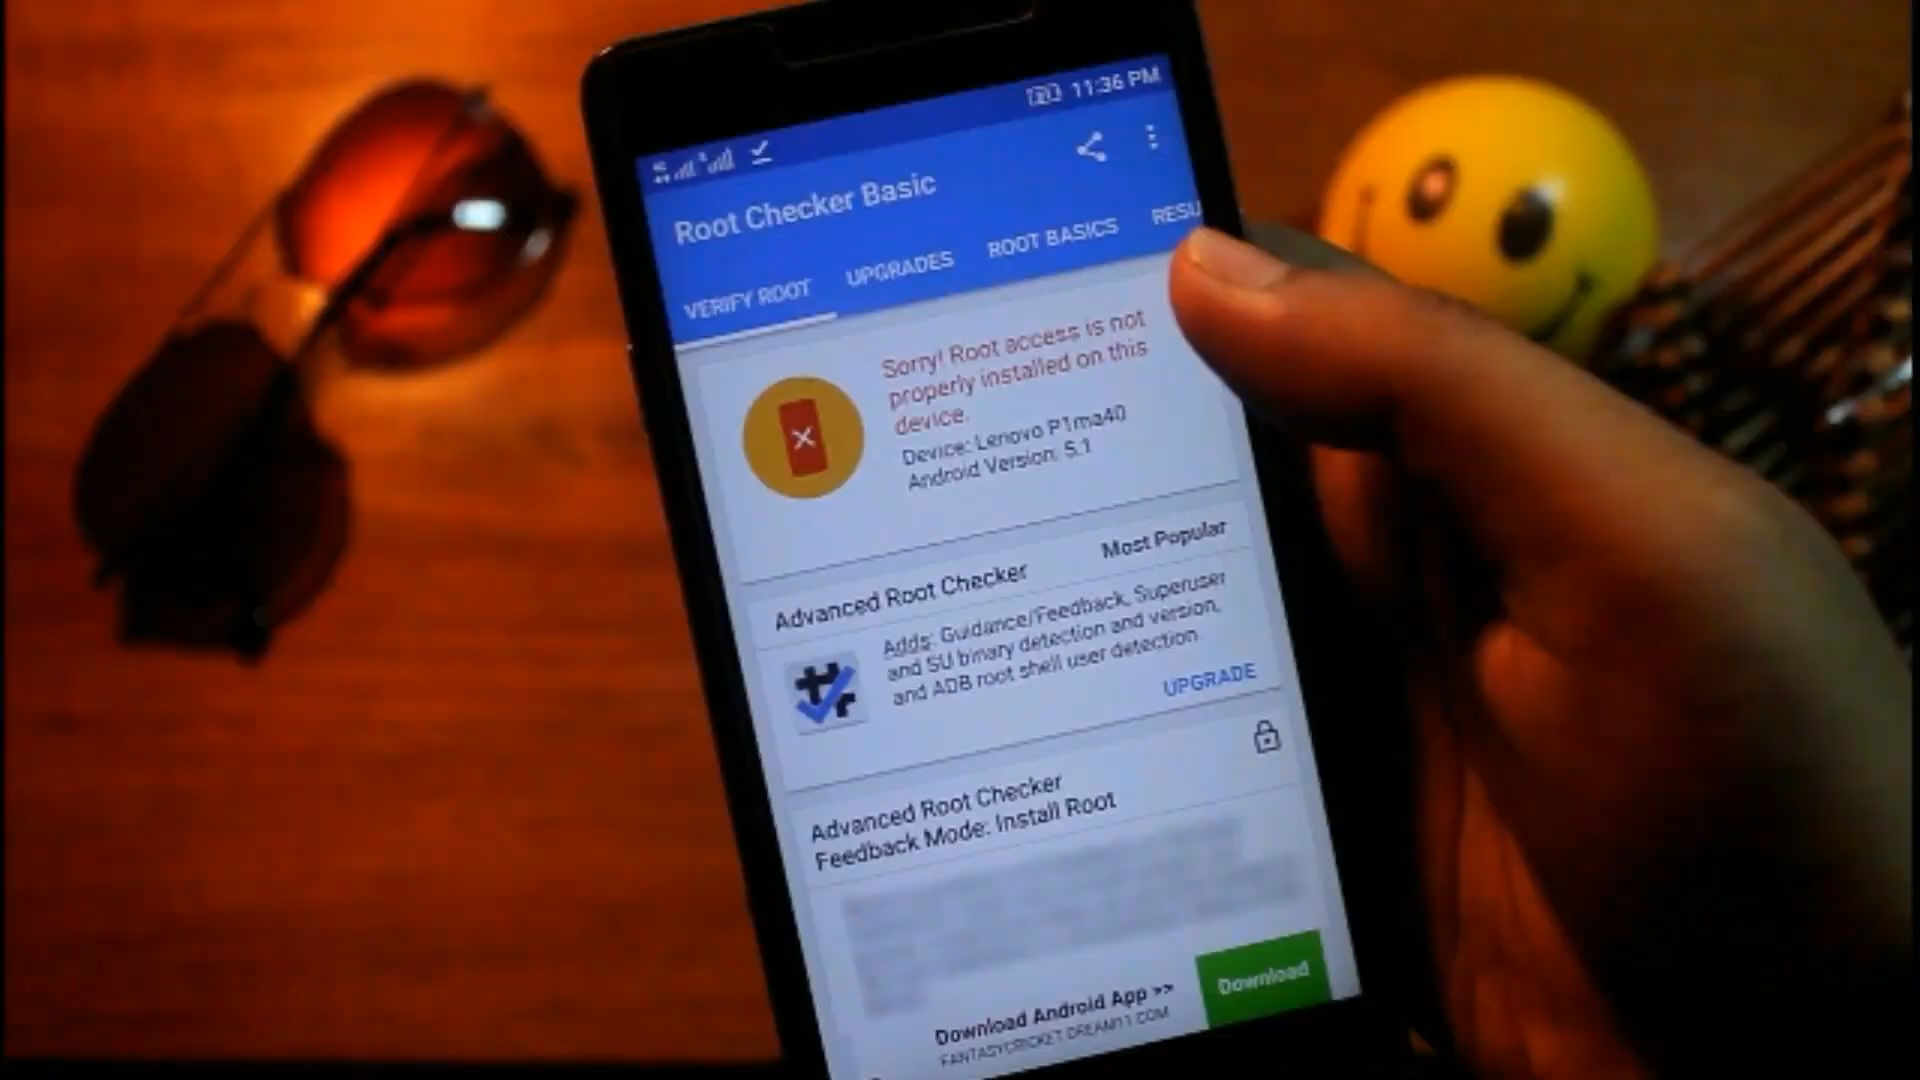 11:36 PM
Root Checker Basic
VERIFY ROOT
UPGRADES
ROOT BASICS
RESU
Sorry! Root access is not
properly installed on this
device.
Device: Lenovo P1ma40
Android Version: 5.1
Advanced Root Checker
Most Popular
Adds: Guidance/Feedback, Superuser
and SU binary detection and version,
and ADB root shell user detection
UPGRADE
Advanced Root Checker
Feedback Mode: Install Root
Download Android App >>
FANTASYCRICKET.DREAM11.COM
Download